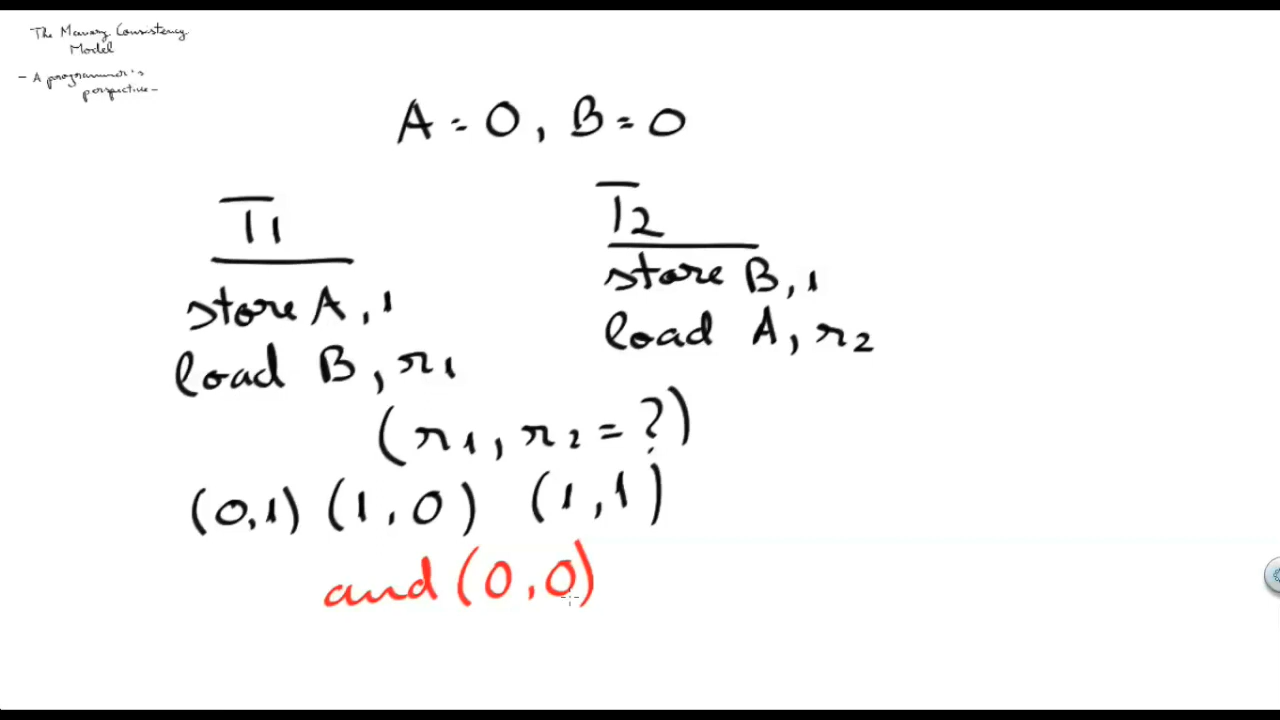 The Memory Consistency
Model
- A programmer's
perspective -
A = 0, B = 0
T1
store A, 1
load B, r1
T2
store B, 1
load A, r2
(r1, r2 = ?)
(0,1) (1,0) (1,1)
and (0,0)